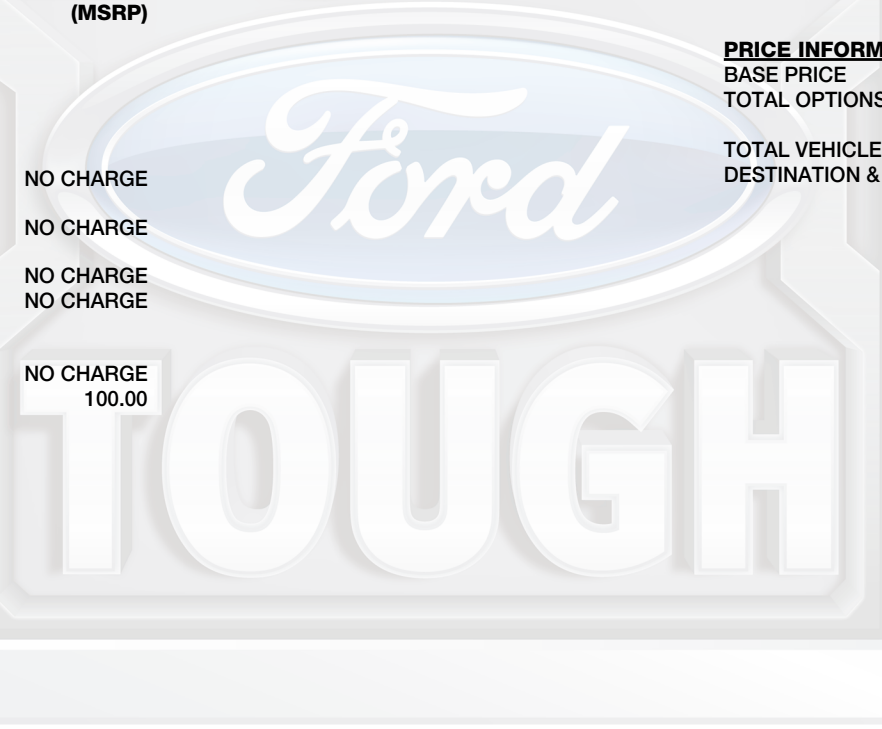 (MSRP)
NO CHARGE
NO CHARGE
NO CHARGE
NO CHARGE
NO CHARGE
100.00
PRICE INFORM
BASE PRICE
TOTAL OPTIONS
TOTAL VEHICLE
DESTINATION &
Ford
TOUGH